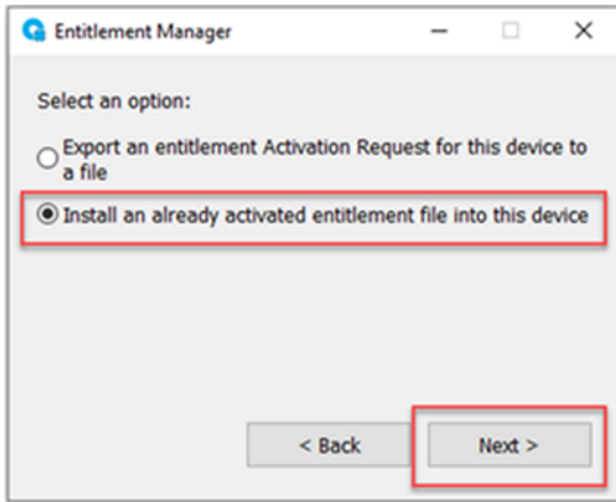 Entitlement Manager
Select an option:
Export an entitlement Activation Request for this device to
a file
Install an already activated entitlement file into this device
< Back
Next >